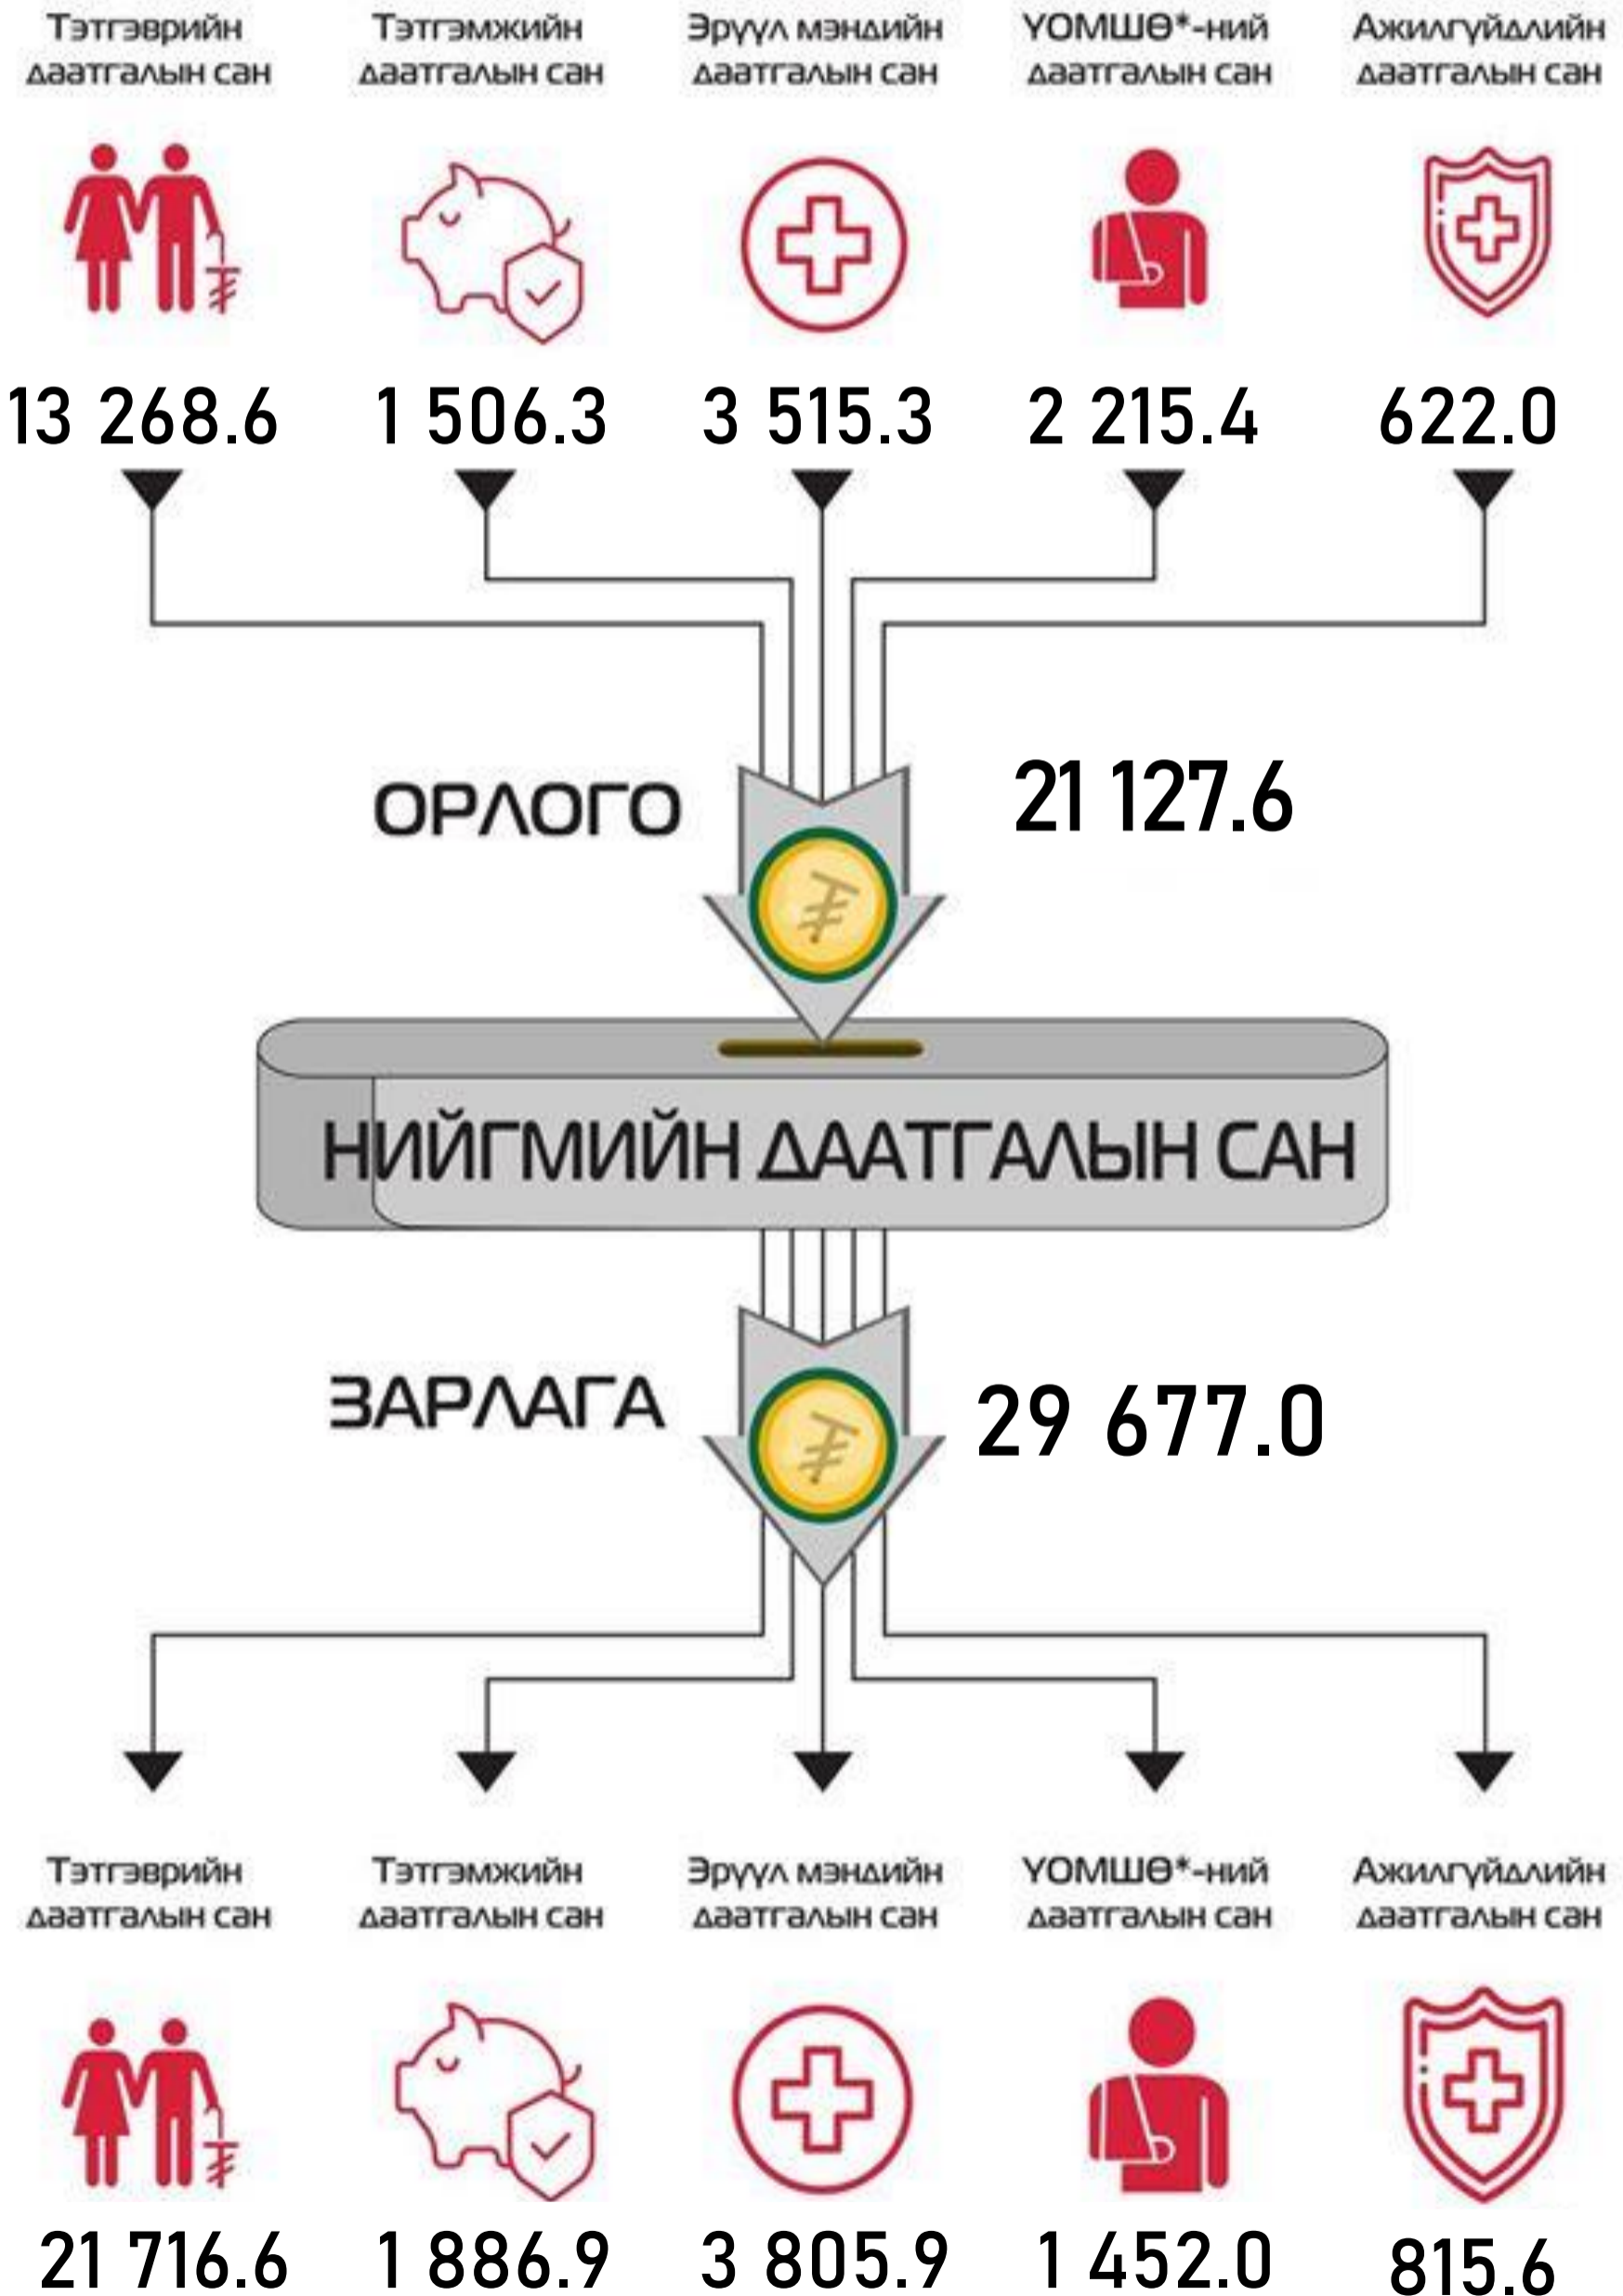 Тэтгэврийн даатгалын сан
Тэтгэмжийн даатгалын сан
Эрүүл мэндийн даатгалын сан
ҮОМШӨ*-ний даатгалын сан
Ажилгүйдлийн даатгалын сан
13 268.6
1 506.3
3 515.3
2 215.4
622.0
ОРЛОГО
21 127.6
НИЙГМИЙН ДААТГАЛЫН САН
ЗАРЛАГА
29 677.0
Тэтгэврийн даатгалын сан
Тэтгэмжийн даатгалын сан
Эрүүл мэндийн даатгалын сан
ҮОМШӨ*-ний даатгалын сан
Ажилгүйдлийн даатгалын сан
21 716.6
1 886.9
3 805.9
1 452.0
815.6